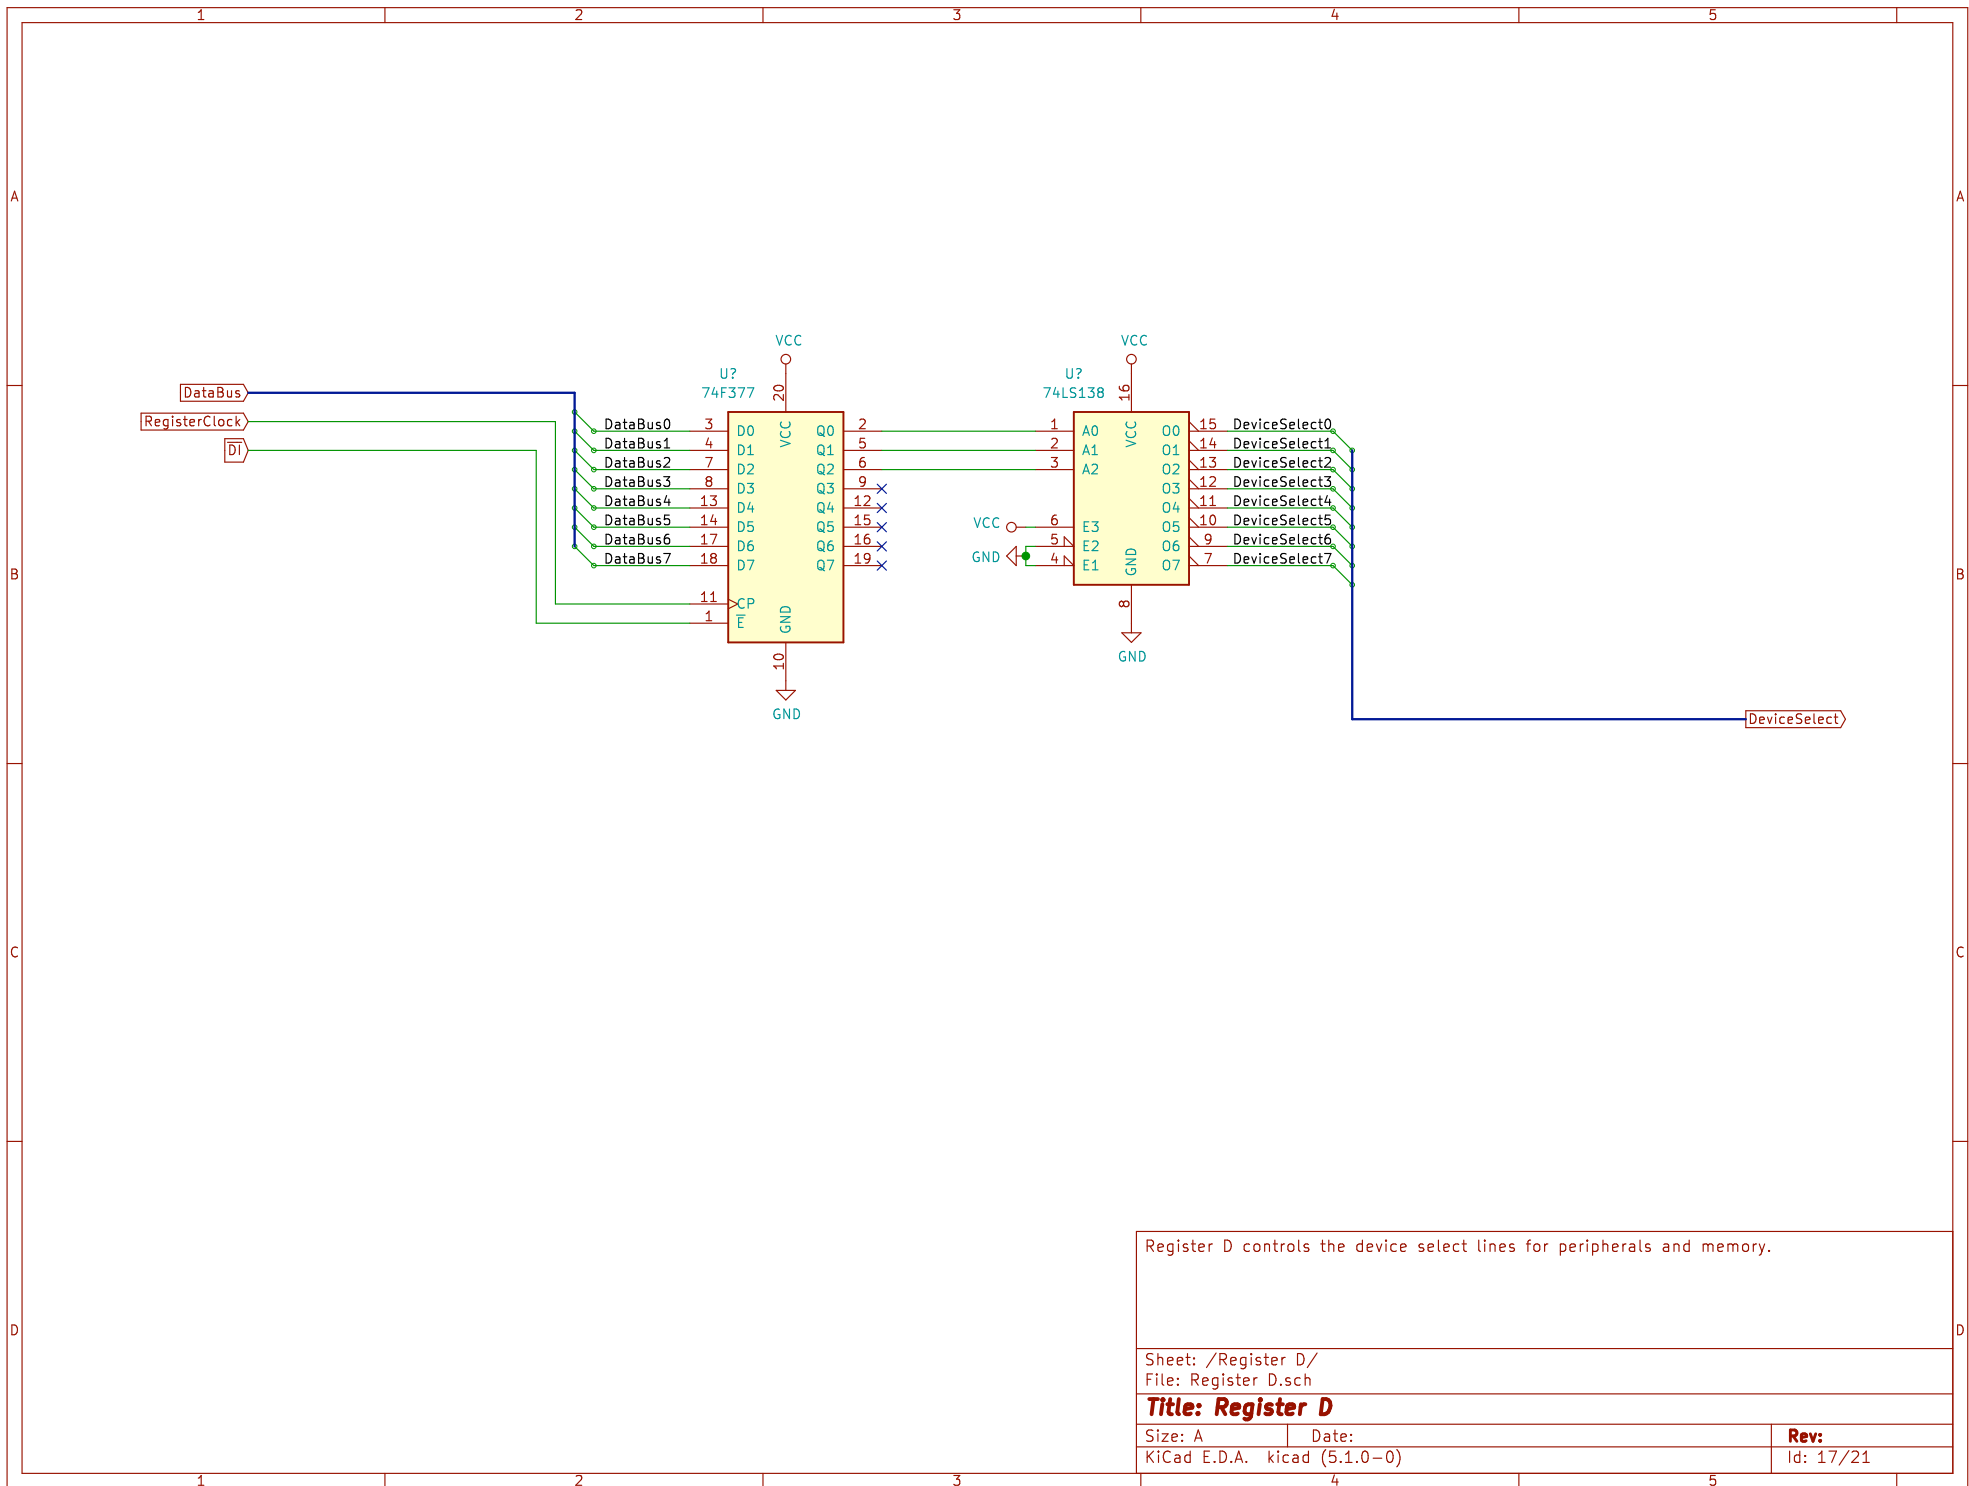 1 2 3 4 5
A A
VCC VCC
U? U?
74F377 74LS138
20 16
DataBus
RegisterClock
DI
DataBus0 3 D0 VCC Q0 2 1 A0 VCC O0 15 DeviceSelect0
DataBus1 4 D1 Q1 5 2 A1 O1 14 DeviceSelect1
DataBus2 7 D2 Q2 6 3 A2 O2 13 DeviceSelect2
DataBus3 8 D3 Q3 9 O3 12 DeviceSelect3
DataBus4 13 D4 Q4 12 O4 11 DeviceSelect4
DataBus5 14 D5 Q5 15 VCC 6 E3 O5 10 DeviceSelect5
DataBus6 17 D6 Q6 16 5 E2 O6 9 DeviceSelect6
DataBus7 18 D7 Q7 19 GND 4 E1 GND O7 7 DeviceSelect7
B B
11 CP GND 8
1 E
10 GND
GND
DeviceSelect
C C
Register D controls the device select lines for peripherals and memory.
D D
Sheet: /Register D/
File: Register D.sch
Title: Register D
Size: A Date: Rev:
KiCad E.D.A. kicad (5.1.0-0) Id: 17/21
1 2 3 4 5